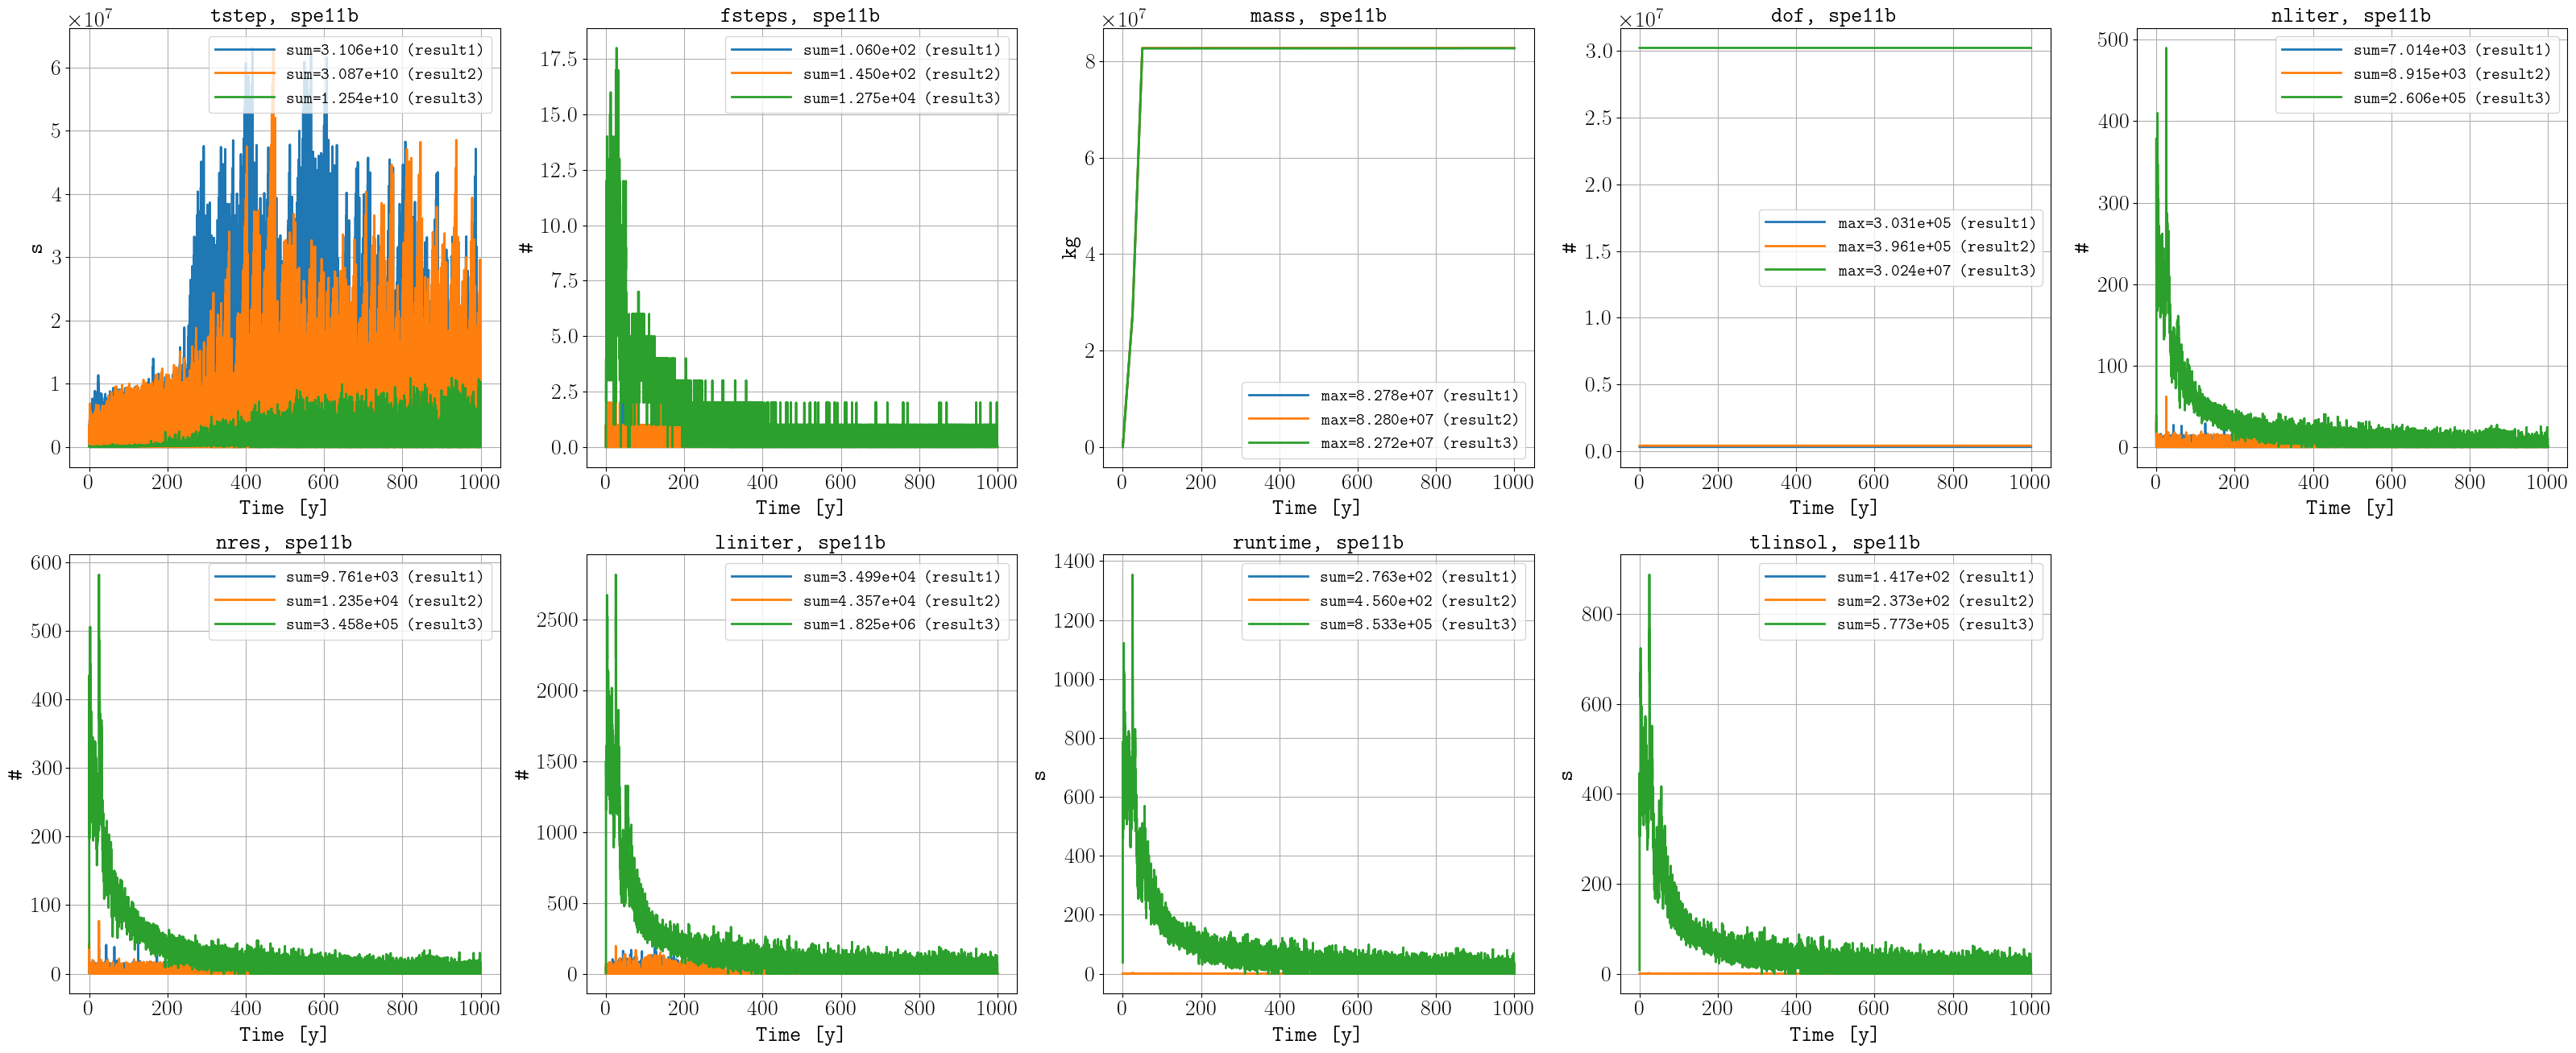 tstep, spe11b
×10⁷
s
6
5
4
3
2
1
0
sum=3.106e+10 (result1)
sum=3.087e+10 (result2)
sum=1.254e+10 (result3)
0 200 400 600 800 1000
Time [y]
fsteps, spe11b
#
17.5
15.0
12.5
10.0
7.5
5.0
2.5
0.0
sum=1.060e+02 (result1)
sum=1.450e+02 (result2)
sum=1.275e+04 (result3)
0 200 400 600 800 1000
Time [y]
mass, spe11b
×10⁷
kg
8
6
4
2
0
max=8.278e+07 (result1)
max=8.280e+07 (result2)
max=8.272e+07 (result3)
0 200 400 600 800 1000
Time [y]
dof, spe11b
×10⁷
#
3.0
2.5
2.0
1.5
1.0
0.5
0.0
max=3.031e+05 (result1)
max=3.961e+05 (result2)
max=3.024e+07 (result3)
0 200 400 600 800 1000
Time [y]
nliter, spe11b
#
500
400
300
200
100
0
sum=7.014e+03 (result1)
sum=8.915e+03 (result2)
sum=2.606e+05 (result3)
0 200 400 600 800 1000
Time [y]
nres, spe11b
#
600
500
400
300
200
100
0
sum=9.761e+03 (result1)
sum=1.235e+04 (result2)
sum=3.458e+05 (result3)
0 200 400 600 800 1000
Time [y]
liniter, spe11b
#
2500
2000
1500
1000
500
0
sum=3.499e+04 (result1)
sum=4.357e+04 (result2)
sum=1.825e+06 (result3)
0 200 400 600 800 1000
Time [y]
runtime, spe11b
s
1400
1200
1000
800
600
400
200
0
sum=2.763e+02 (result1)
sum=4.560e+02 (result2)
sum=8.533e+05 (result3)
0 200 400 600 800 1000
Time [y]
tlinsol, spe11b
s
800
600
400
200
0
sum=1.417e+02 (result1)
sum=2.373e+02 (result2)
sum=5.773e+05 (result3)
0 200 400 600 800 1000
Time [y]